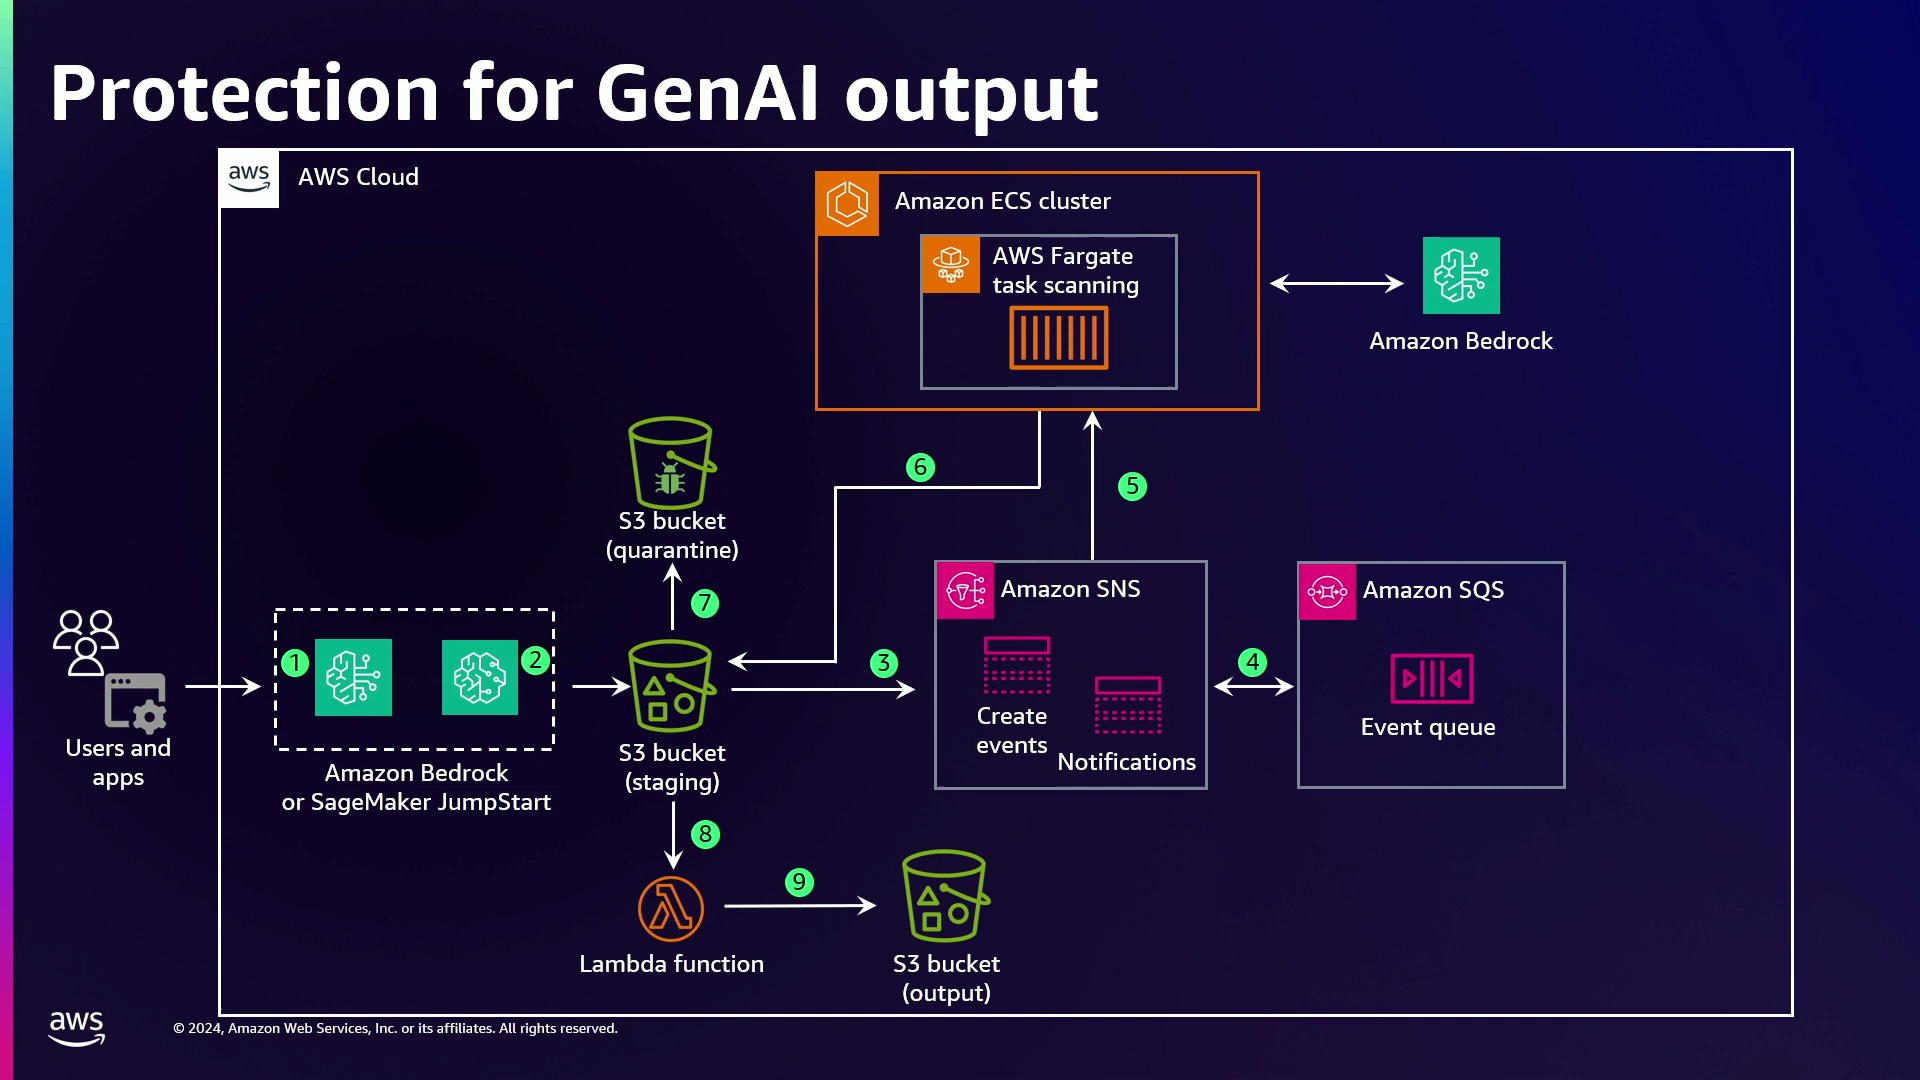 Protection for GenAI output
aws
AWS Cloud
Amazon ECS cluster
AWS Fargate
task scanning
Amazon Bedrock
6
5
S3 bucket
(quarantine)
7
Amazon SNS
Amazon SQS
1
2
3
4
Create
events
Notifications
Event queue
Users and
apps
Amazon Bedrock
or SageMaker JumpStart
S3 bucket
(staging)
8
9
Lambda function
S3 bucket
(output)
aws
© 2024, Amazon Web Services, Inc. or its affiliates. All rights reserved.